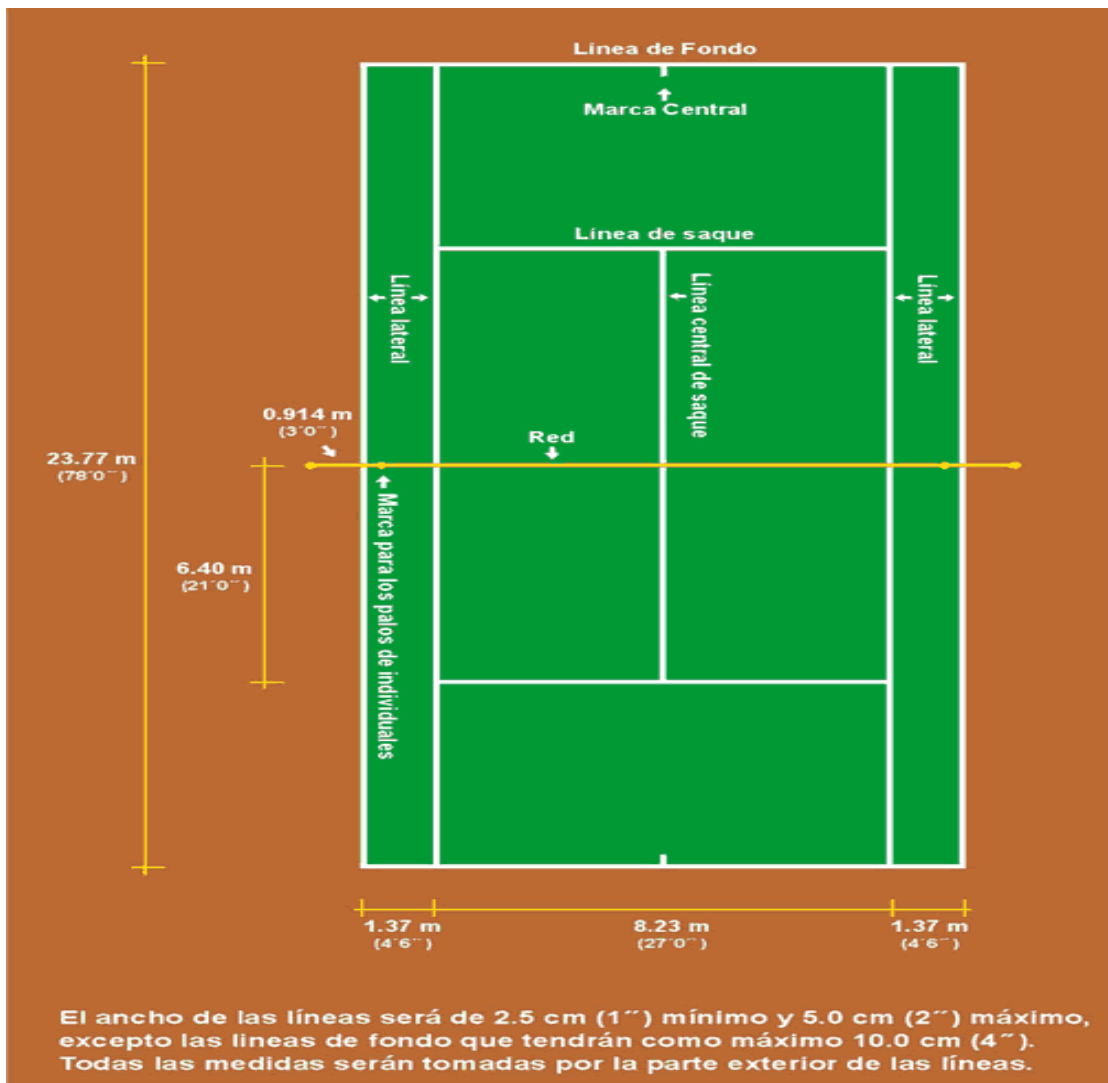 Línea de Fondo
Marca Central
Línea de saque
Línea lateral
Línea central de saque
Línea lateral
0.914 m
(3´0¨)
Red
23.77 m
(78´0¨)
Marca para los palos de individuales
6.40 m
(21´0¨)
1.37 m
(4´6¨)
8.23 m
(27´0¨)
1.37 m
(4´6¨)
El ancho de las líneas será de 2.5 cm (1¨) mínimo y 5.0 cm (2¨) máximo,
excepto las lineas de fondo que tendrán como máximo 10.0 cm (4¨).
Todas las medidas serán tomadas por la parte exterior de las líneas.